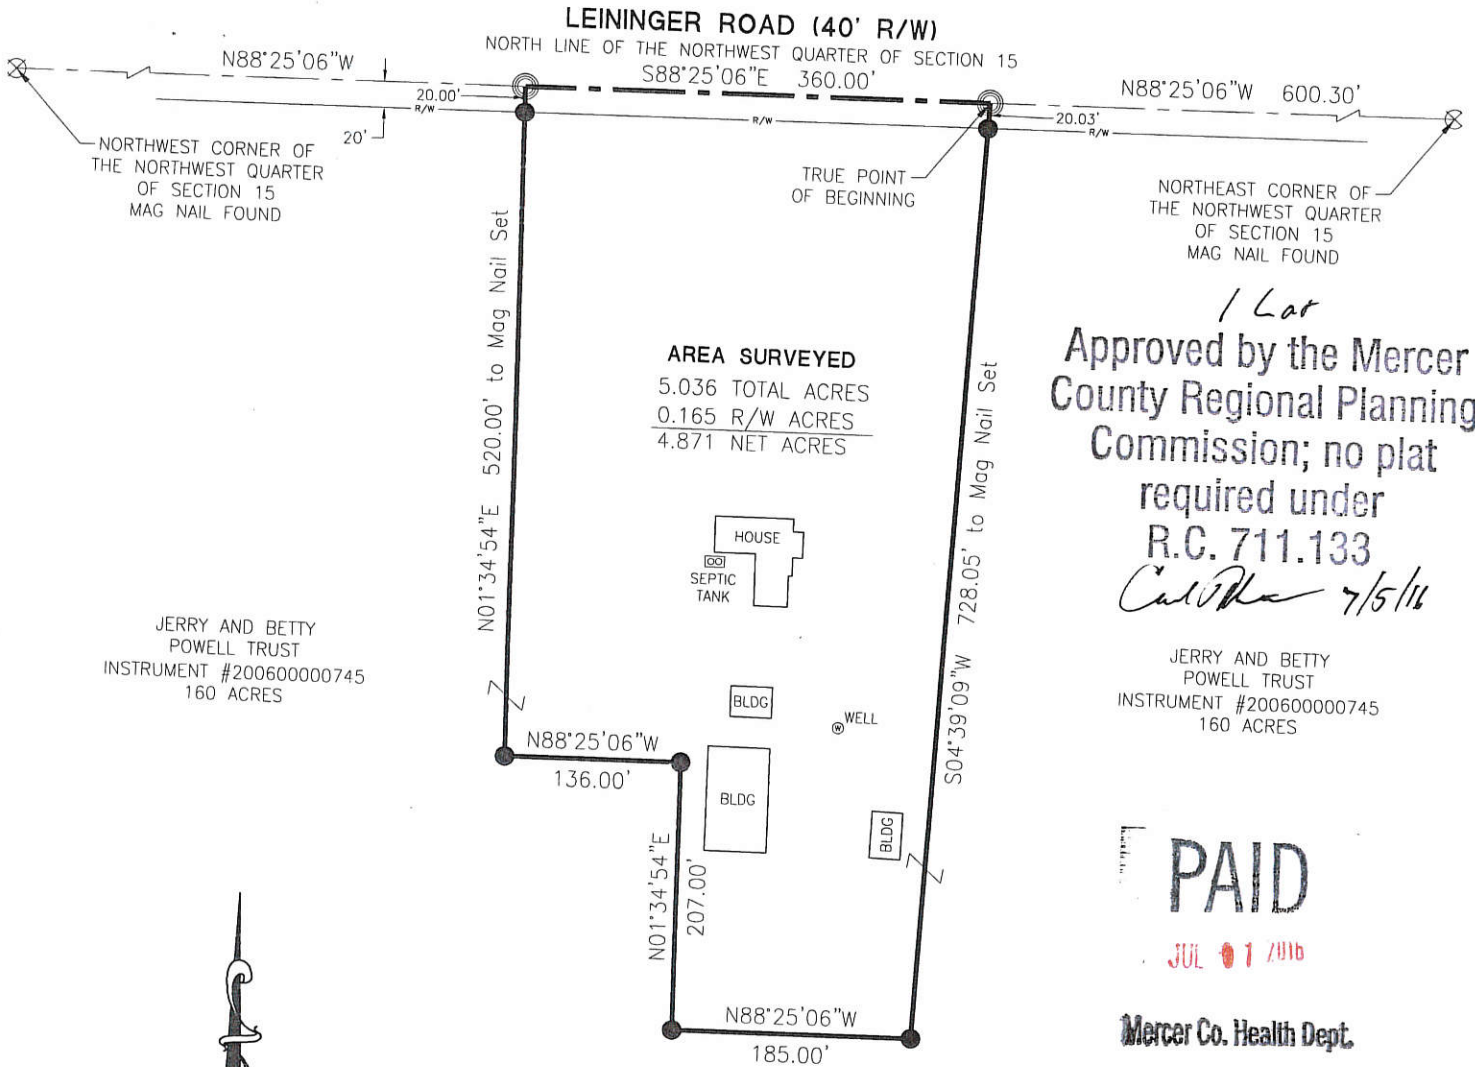 LEININGER ROAD (40' R/W)
NORTH LINE OF THE NORTHWEST QUARTER OF SECTION 15
N88°25'06"W
S88°25'06"E 360.00'
N88°25'06"W 600.30'
20.00'
R/W
20'
R/W
20.03'
R/W
NORTHWEST CORNER OF
THE NORTHWEST QUARTER
OF SECTION 15
MAG NAIL FOUND
TRUE POINT
OF BEGINNING
NORTHEAST CORNER OF
THE NORTHWEST QUARTER
OF SECTION 15
MAG NAIL FOUND
N01°34'54"E 520.00' to Mag Nail Set
AREA SURVEYED
5.036 TOTAL ACRES
0.165 R/W ACRES
4.871 NET ACRES
S04°39'09"W 728.05' to Mag Nail Set
1 Lot
Approved by the Mercer
County Regional Planning
Commission; no plat
required under
R.C. 711.133
7/5/16
HOUSE
SEPTIC
TANK
JERRY AND BETTY
POWELL TRUST
INSTRUMENT #200600000745
160 ACRES
JERRY AND BETTY
POWELL TRUST
INSTRUMENT #200600000745
160 ACRES
BLDG
WELL
W
N88°25'06"W
136.00'
BLDG
BLDG
N01°34'54"E
207.00'
N88°25'06"W
185.00'
PAID
JUL 01 2016
Mercer Co. Health Dept.